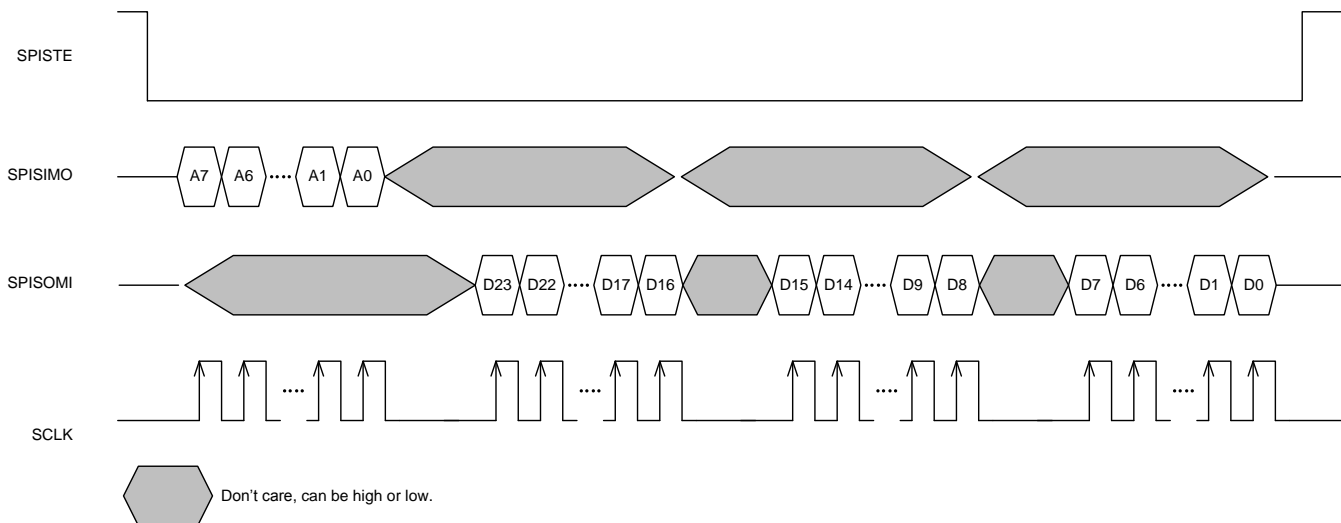 SPISTE
SPISIMO A7 A6 •••• A1 A0
SPISOMI D23 D22 •••• D17 D16 D15 D14 •••• D9 D8 D7 D6 •••• D1 D0
•••• •••• •••• ••••
SCLK
Don't care, can be high or low.